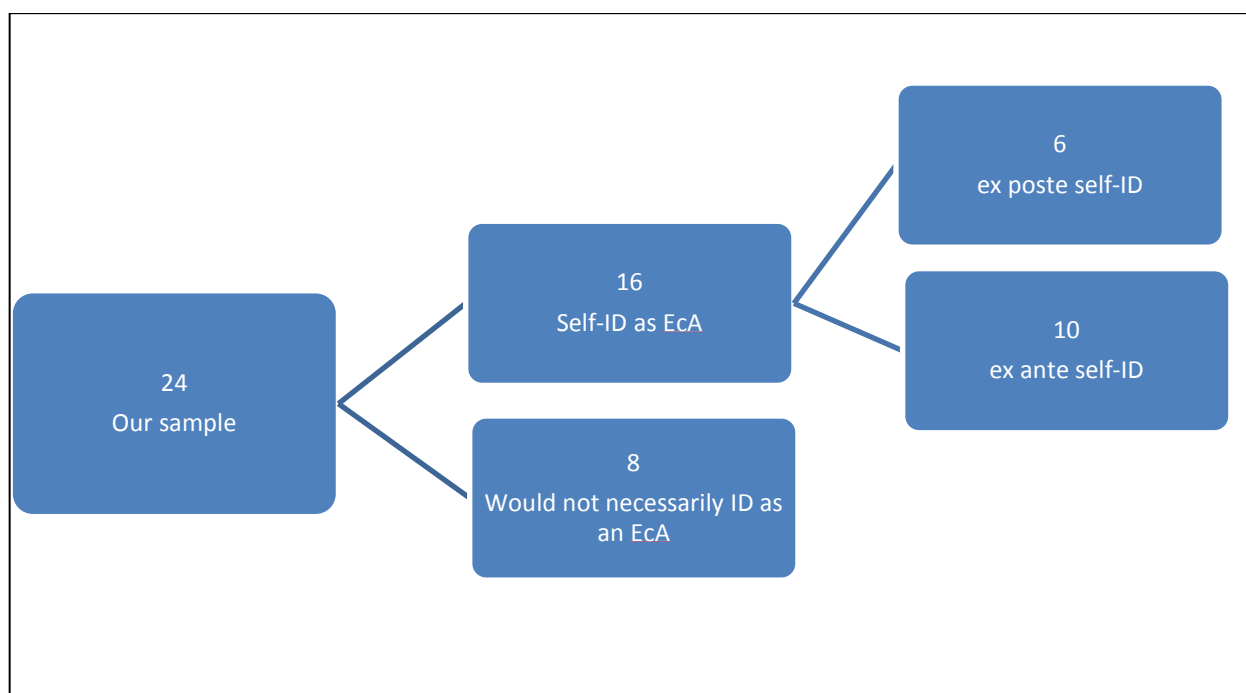 24
Our sample
16
Self-ID as EcA
8
Would not necessarily ID as
an EcA
6
ex poste self-ID
10
ex ante self-ID